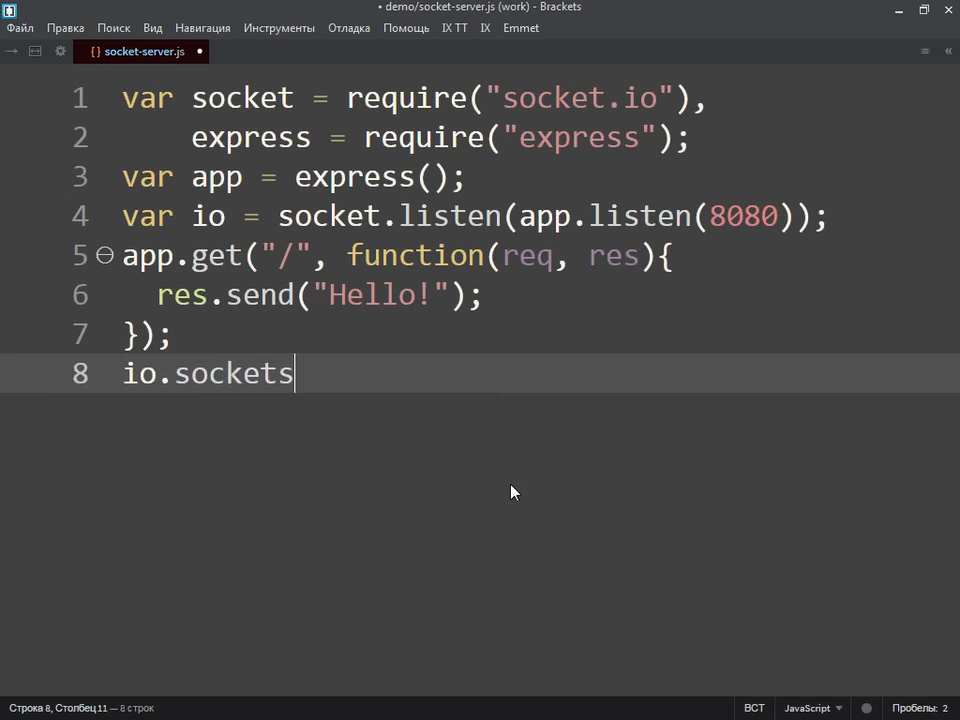 • demo/socket-server.js (work) - Brackets
Файл Правка Поиск Вид Навигация Инструменты Отладка Помощь IX TT IX Emmet
{ } socket-server.js •
1 var socket = require("socket.io"),
2     express = require("express");
3 var app = express();
4 var io = socket.listen(app.listen(8080));
5 app.get("/", function(req, res){
6   res.send("Hello!");
7 });
8 io.sockets
Строка 8, Столбец 11 — 8 строк ВСТ JavaScript Пробелы: 2